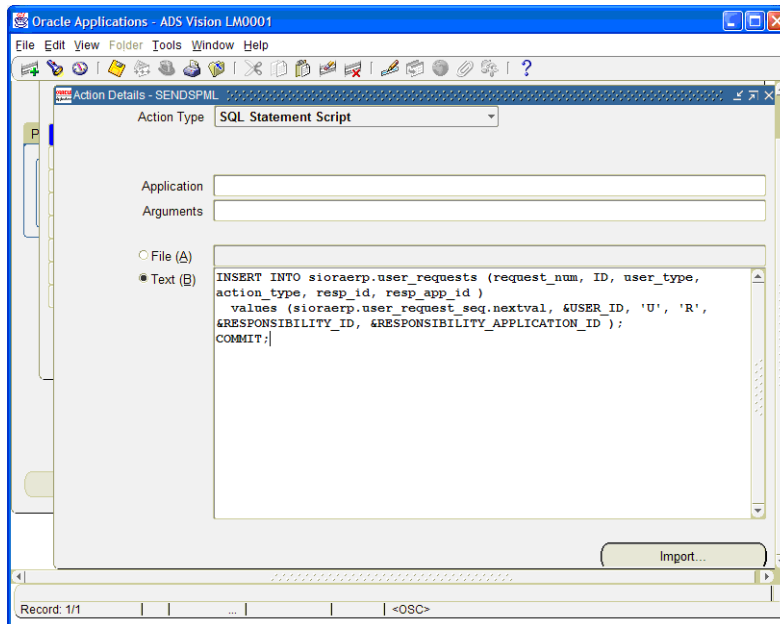 Oracle Applications - ADS Vision LM0001
File Edit View Folder Tools Window Help
Action Details - SENDSPML
Action Type SQL Statement Script
P
Application
Arguments
File (A)
Text (B)
INSERT INTO sioraerp.user_requests (request_num, ID, user_type,
action_type, resp_id, resp_app_id )
values (sioraerp.user_request_seq.nextval, &USER_ID, 'U', 'R',
&RESPONSIBILITY_ID, &RESPONSIBILITY_APPLICATION_ID );
COMMIT;
Import...
Record: 1/1 ... <OSC>